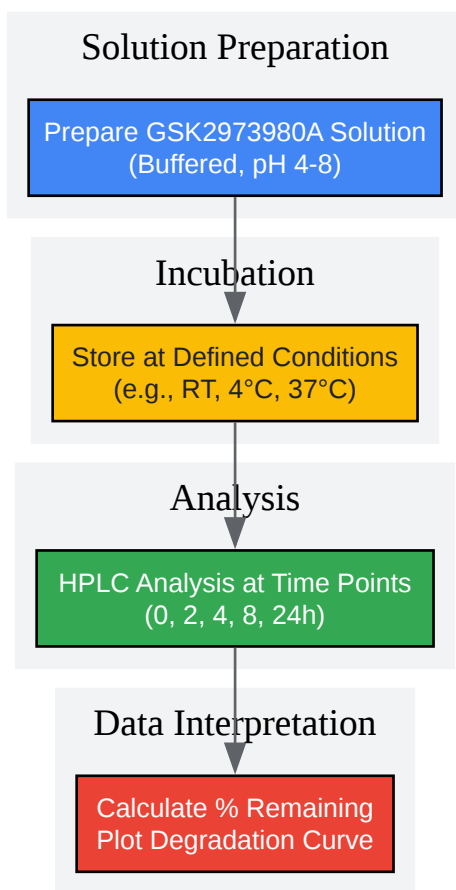 Solution Preparation
Prepare GSK2973980A Solution
(Buffered, pH 4-8)
Incubation
Store at Defined Conditions
(e.g., RT, 4°C, 37°C)
Analysis
HPLC Analysis at Time Points
(0, 2, 4, 8, 24h)
Data Interpretation
Calculate % Remaining
Plot Degradation Curve